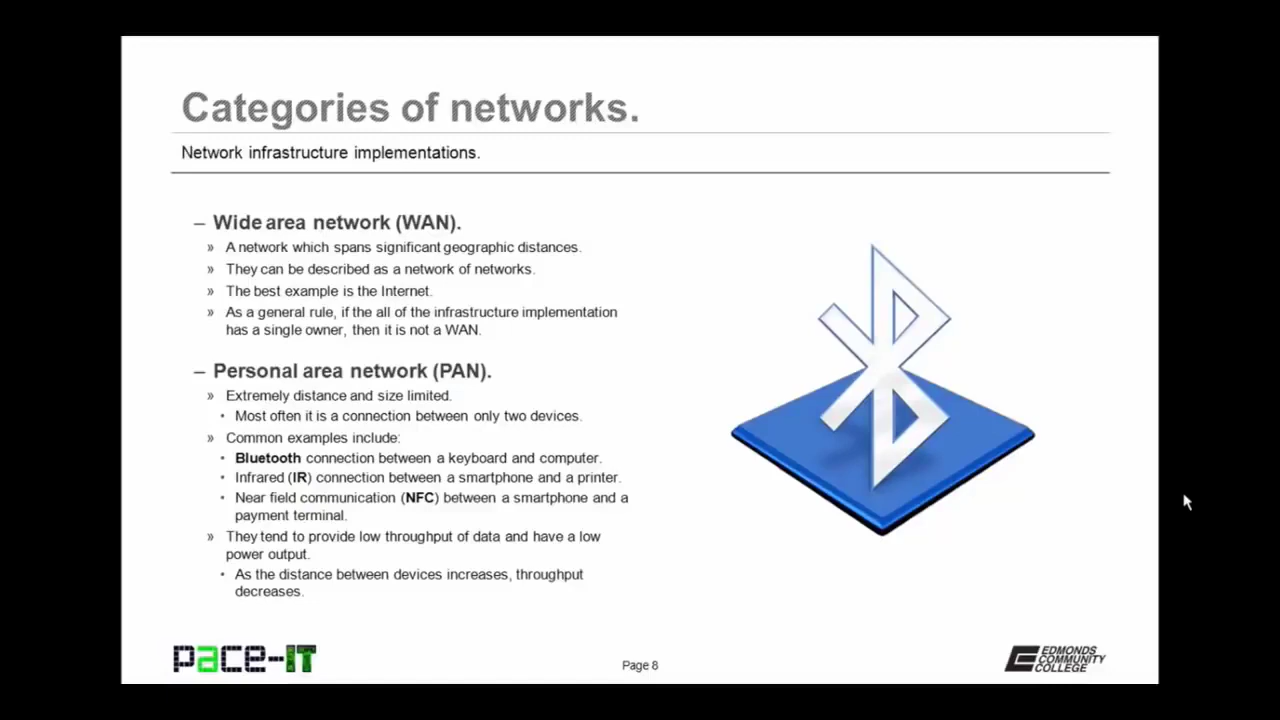 Categories of networks.
Network infrastructure implementations.
– Wide area network (WAN).
» A network which spans significant geographic distances.
» They can be described as a network of networks.
» The best example is the Internet.
» As a general rule, if the all of the infrastructure implementation
has a single owner, then it is not a WAN.
– Personal area network (PAN).
» Extremely distance and size limited.
• Most often it is a connection between only two devices.
» Common examples include:
• Bluetooth connection between a keyboard and computer.
• Infrared (IR) connection between a smartphone and a printer.
• Near field communication (NFC) between a smartphone and a
payment terminal.
» They tend to provide low throughput of data and have a low
power output.
• As the distance between devices increases, throughput
decreases.
pace-IT
Page 8
EDMONDS
COMMUNITY
COLLEGE